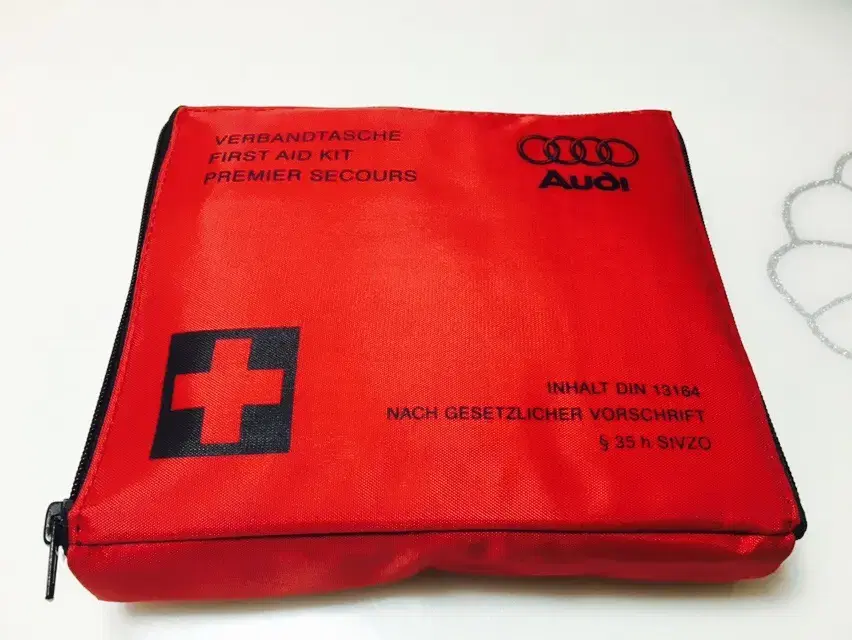 VERBANDTASCHE
FIRST AID KIT
PREMIER SECOURS
Audi
INHALT DIN 13164
NACH GESETZLICHER VORSCHRIFT
§ 35 h StVZO